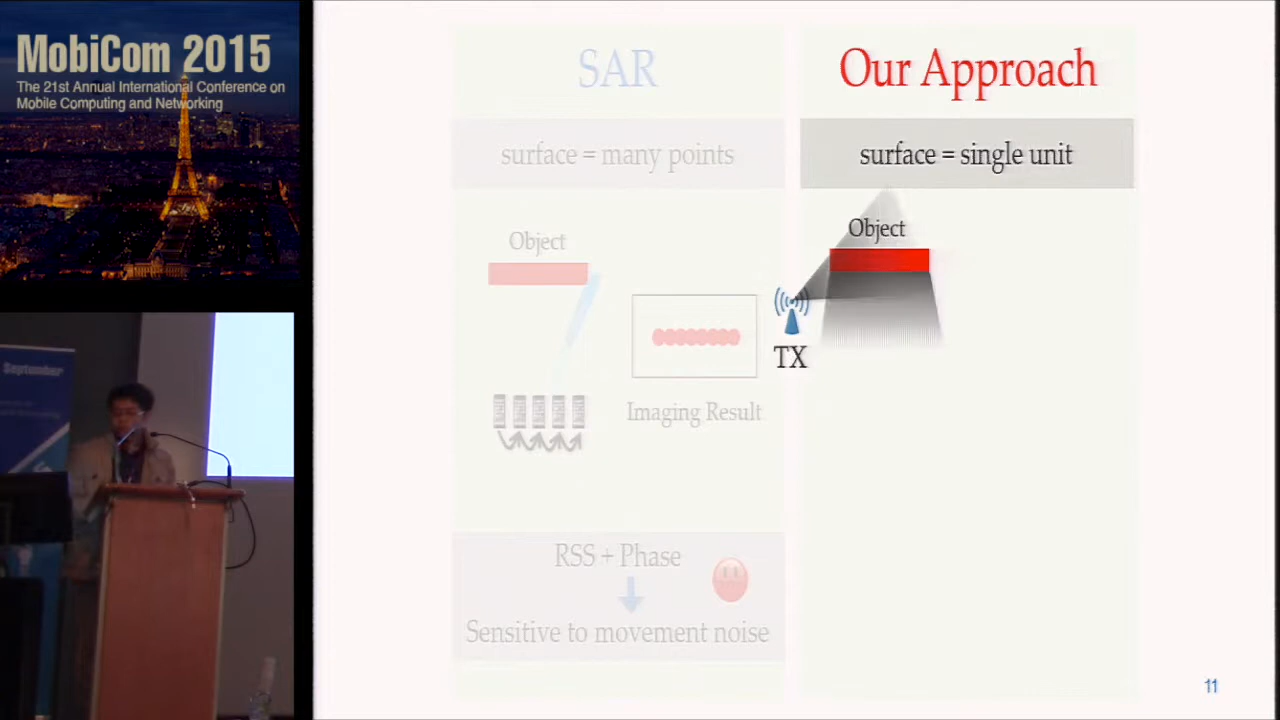 MobiCom 2015
The 21st Annual International Conference on
Mobile Computing and Networking
September
SAR
surface = many points
Object
Imaging Result
RSS + Phase
Sensitive to movement noise
Our Approach
surface = single unit
Object
TX
11